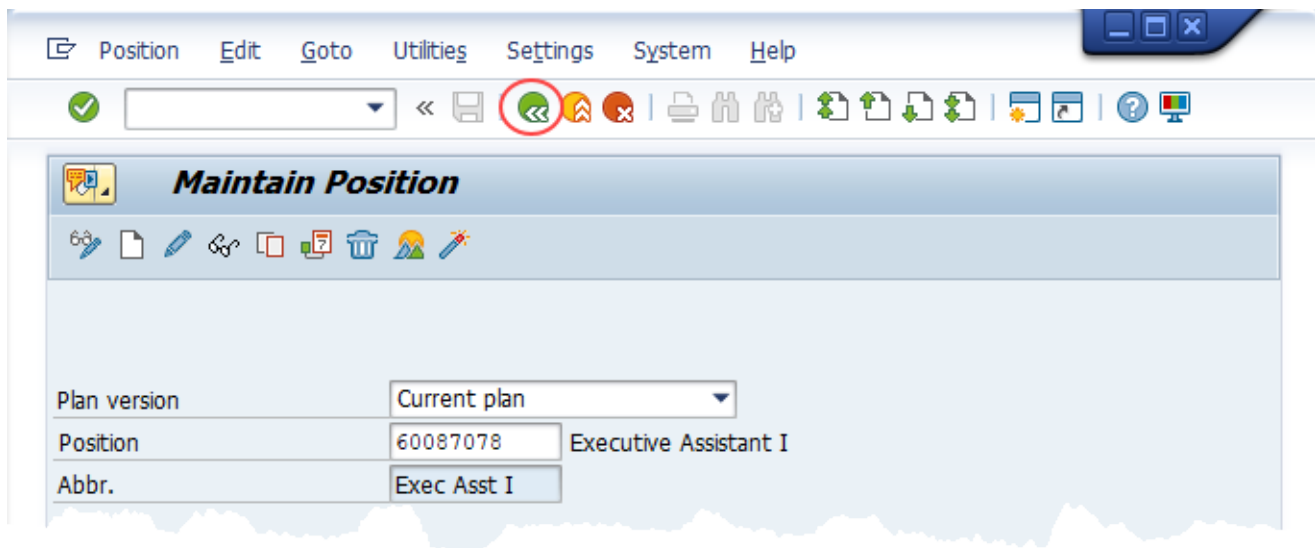 Position Edit Goto Utilities Settings System Help
Maintain Position
Plan version Current plan
Position 60087078 Executive Assistant I
Abbr. Exec Asst I